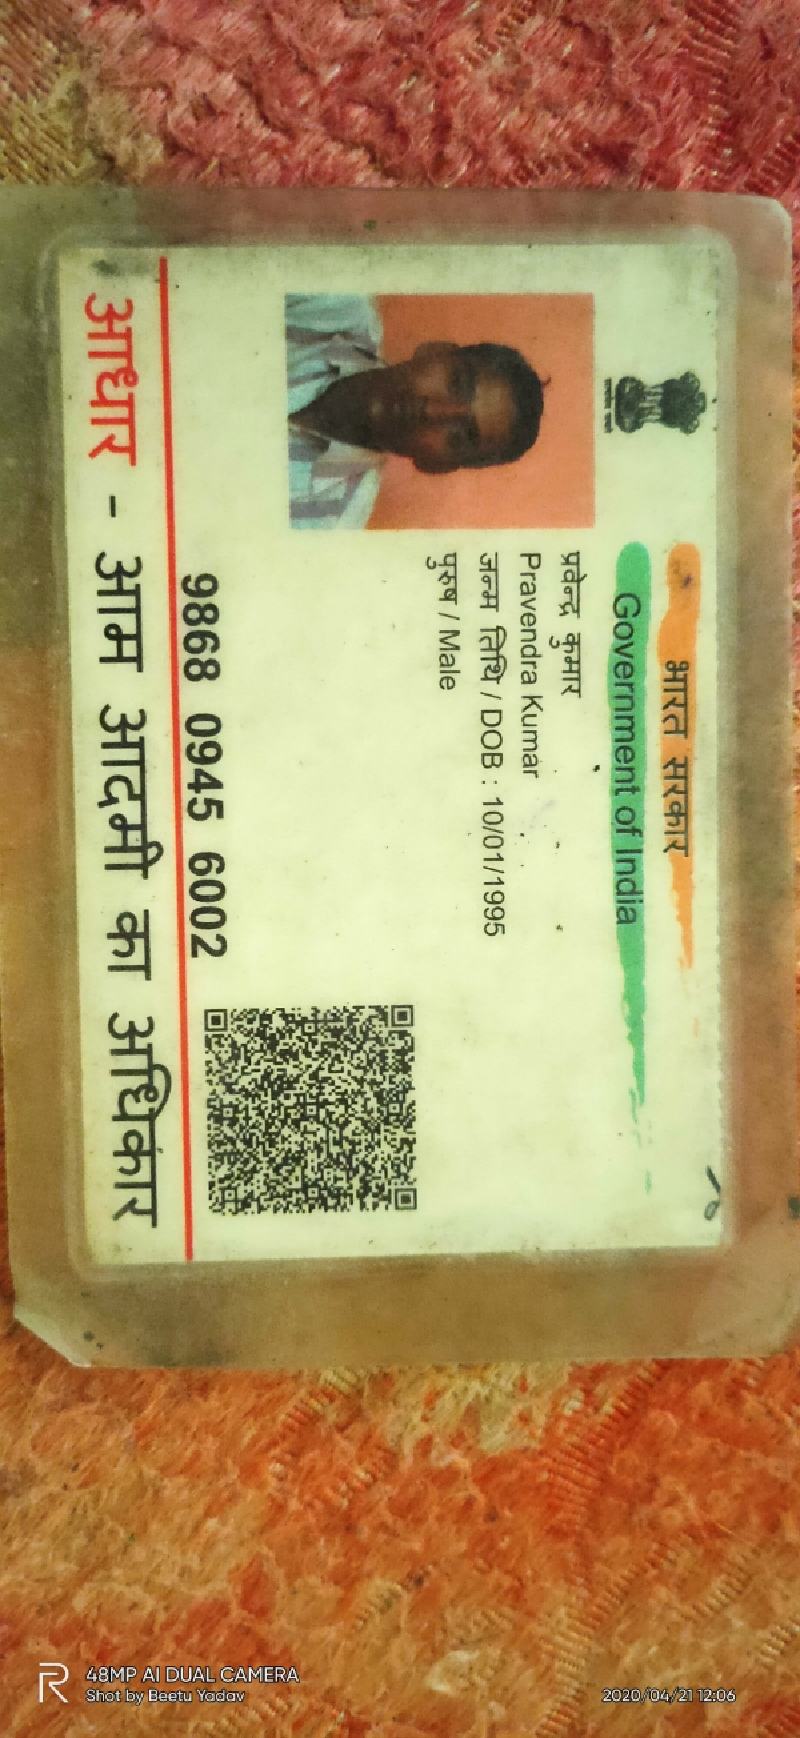 भारत सरकार
Government of India
प्रवेन्द्र कुमार
Pravendra Kumar
जन्म तिथि / DOB : 10/01/1995
पुरुष / Male
9868 0945 6002
आधार - आम आदमी का अधिकार
48MP AI DUAL CAMERA
Shot by Beetu Yadav
2020/04/21 12:06